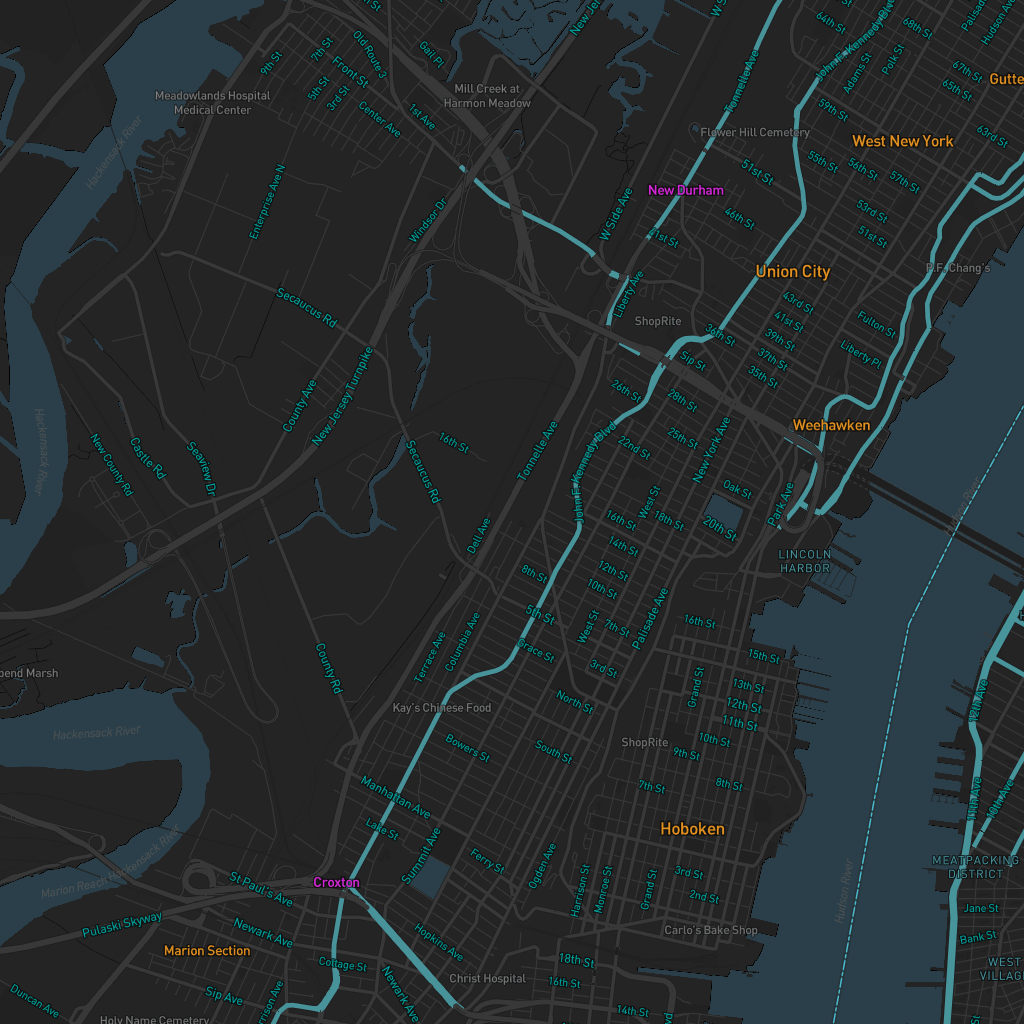 9th St
7th St
Old Route 3
Front St
5th St
3rd St
Center Ave
1st Ave
Gail Pl
Mill Creek at
Harmon Meadow
Meadowlands Hospital
Medical Center
Hackensack River
Enterprise Ave N
Windsor Dr
Tonnelle Ave
John F. Kennedy Blvd
64th St
68th St
Polk St
Adams St
67th St
65th St
63rd St
59th St
Flower Hill Cemetery
West New York
51st St
55th St
56th St
57th St
New Durham
46th St
53rd St
51st St
W Side Ave
41st St
Union City
P.F. Chang's
Liberty Ave
Secaucus Rd
ShopRite
43rd St
41st St
39th St
37th St
35th St
Fulton St
Liberty Pl
36th St
Sip St
New Jersey Turnpike
County Ave
26th St
28th St
Weehawken
Hackensack River
New County Rd
Castle Rd
Seaview Dr
16th St
Secaucus Rd
Tonnelle Ave
John F. Kennedy Blvd
22nd St
25th St
New York Ave
Oak St
West St
Park Ave
16th St
18th St
20th St
Dell Ave
14th St
LINCOLN
HARBOR
8th St
12th St
10th St
5th St
West St
7th St
Palisade Ave
16th St
15th St
Terrace Ave
Columbia Ave
Grace St
3rd St
County Rd
Grand St
13th St
12th St
11th St
10th St
9th St
8th St
7th St
pend Marsh
Kay's Chinese Food
North St
Hackensack River
Bowers St
South St
ShopRite
12th Ave
11th Ave
10th Ave
Manhattan Ave
Lake St
Hoboken
Marion Reach Hackensack River
Summit Ave
Ferry St
Ogden Ave
Harrison St
Monroe St
Grand St
3rd St
2nd St
Hudson River
MEATPACKING
DISTRICT
Croxton
St Paul's Ave
Pulaski Skyway
Newark Ave
Hopkins Ave
Carlo's Bake Shop
Jane St
Bank St
Marion Section
Cottage St
Christ Hospital
18th St
16th St
14th St
WEST
VILLAG
Duncan Ave
Sip Ave
Newark Ave
Holy Name Cemetery